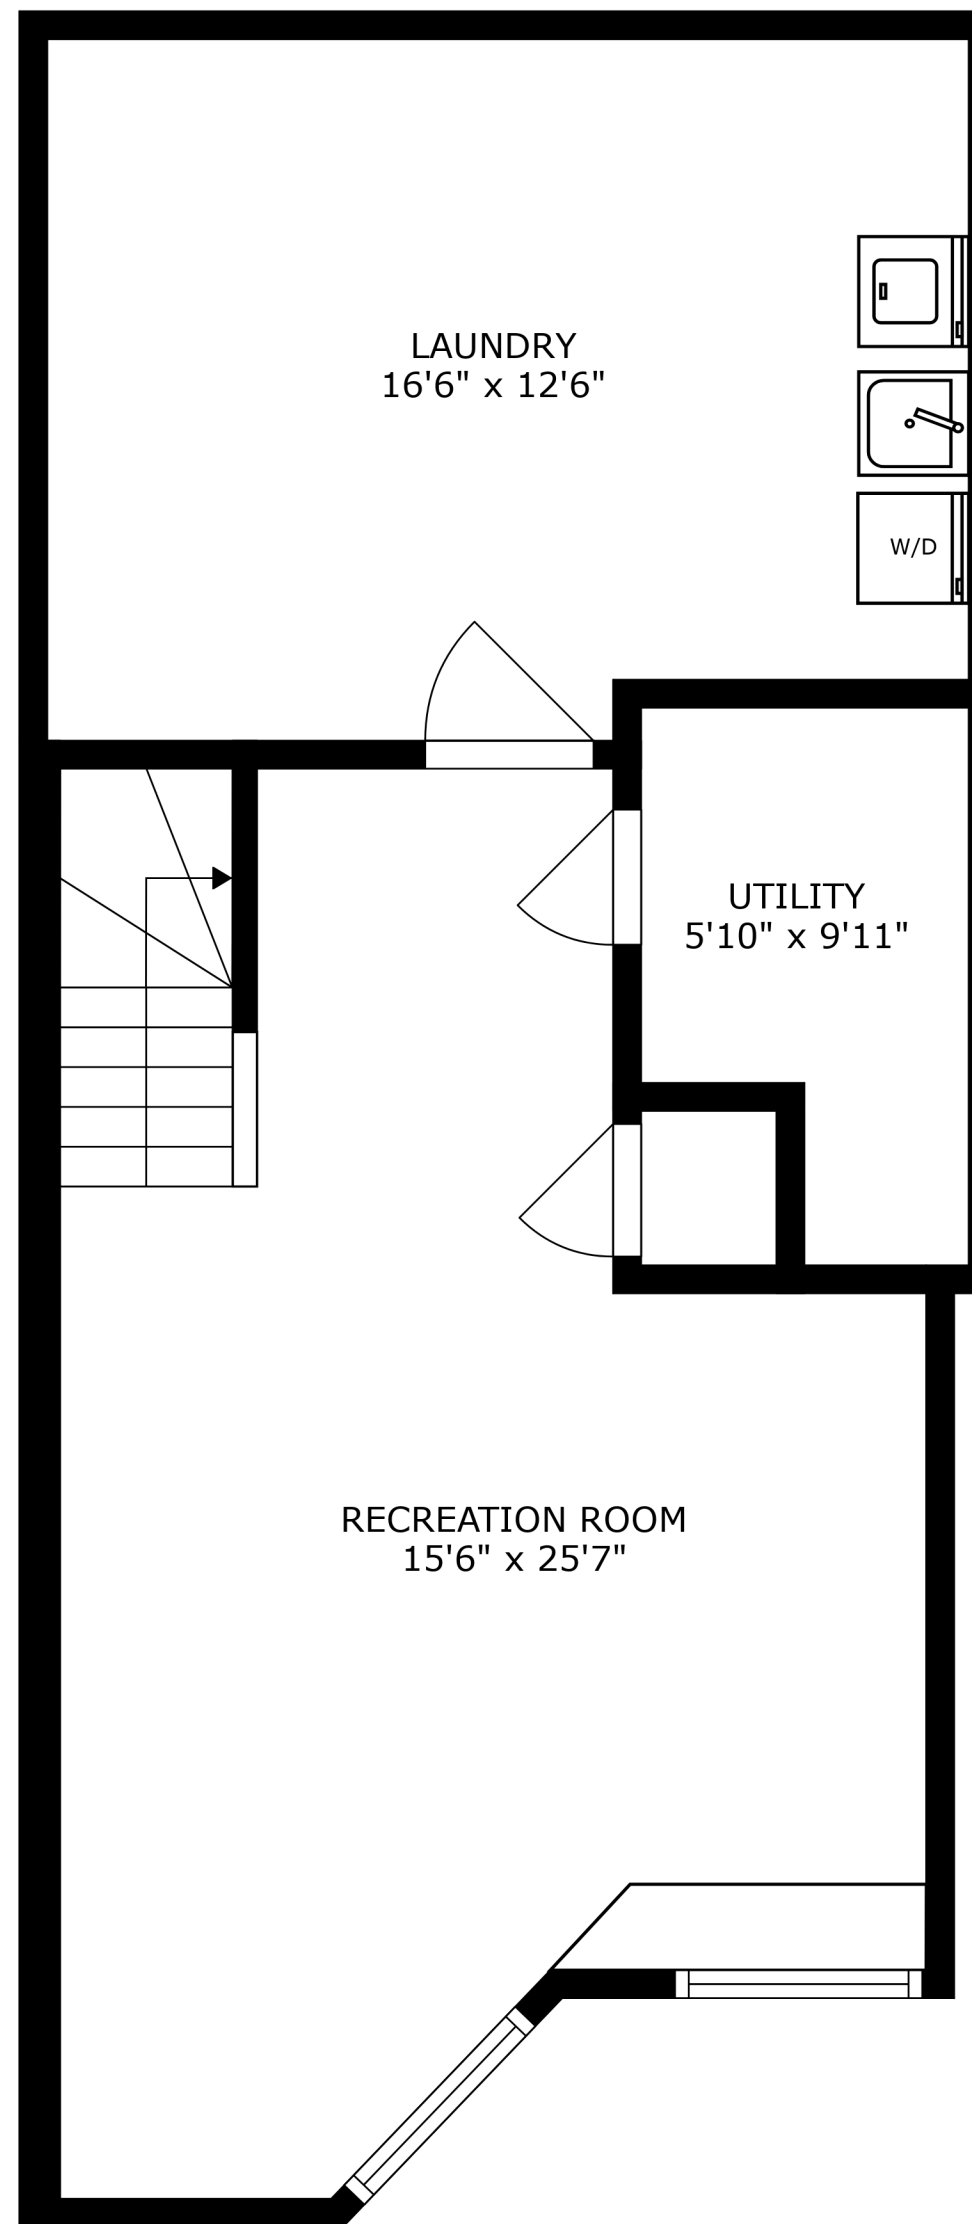 LAUNDRY
16'6" x 12'6"
W/D
UTILITY
5'10" x 9'11"
RECREATION ROOM
15'6" x 25'7"